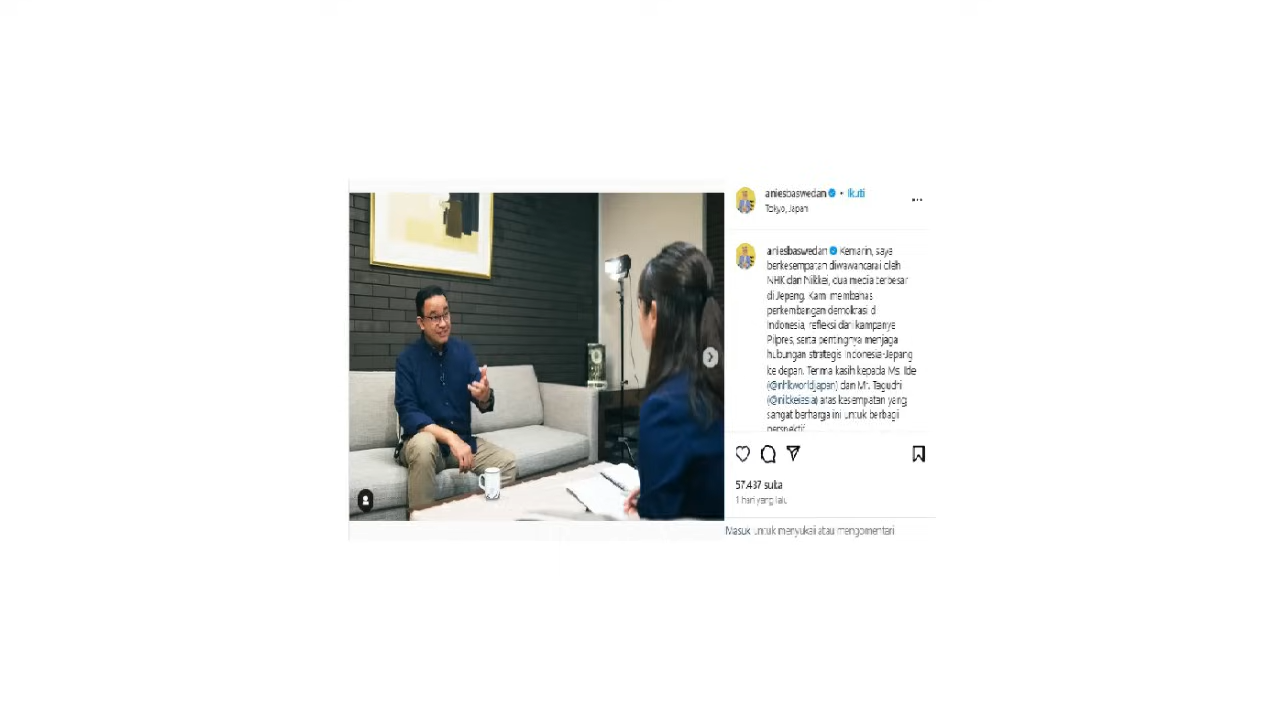 aniesbaswedan • Ikuti
Tokyo, Japan
aniesbaswedan Kemarin, saya
berkesempatan diwawancarai oleh
NHK dan Nikkei, dua media terbesar
di Jepang. Kami membahas
perkembangan demokrasi di
Indonesia, refleksi dari kampanye
Pilpres, serta pentingnya menjaga
hubungan strategis Indonesia-Jepang
ke depan. Terima kasih kepada Ms. Ide
(@nhkworldjapan) dan Mr. Taguchi
(@nikkeiasia) atas kesempatan yang
sangat berharga ini untuk berbagi
perspektif.
57.437 suka
1 hari yang lalu
Masuk untuk menyukai atau mengomentari